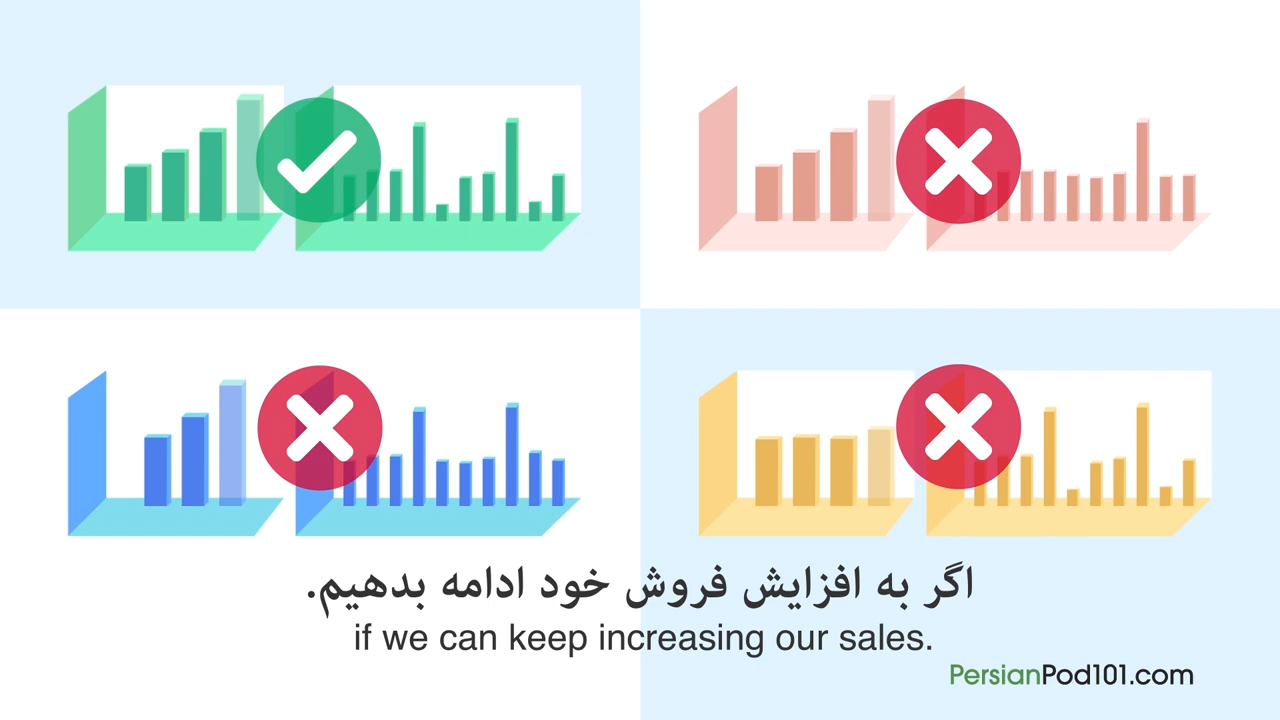 اگر به افزایش فروش خود ادامه بدهیم.
if we can keep increasing our sales.
PersianPod101.com